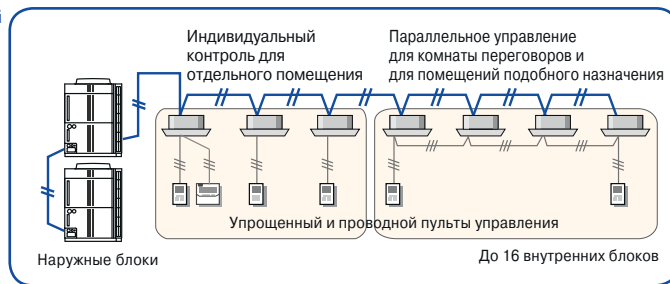 Индивидуальный
контроль для
отдельного помещения
Параллельное управление
для комнаты переговоров и
для помещений подобного назначения
Упрощенный и проводной пульты управления
Наружные блоки
До 16 внутренних блоков